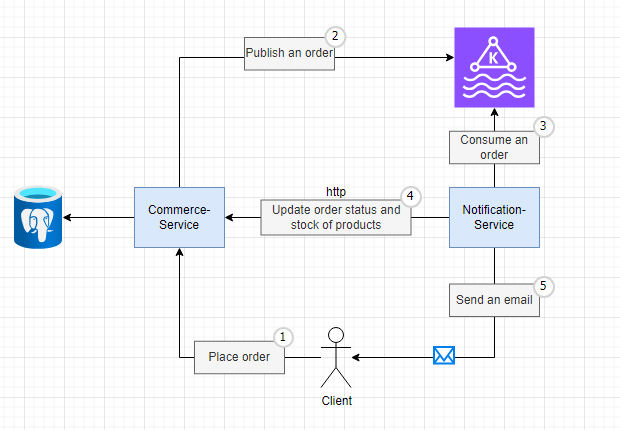 2
Publish an order
K
3
Consume an
order
http
4
Commerce-
Service
Update order status and
stock of products
Notification-
Service
5
Send an email
1
Place order
Client